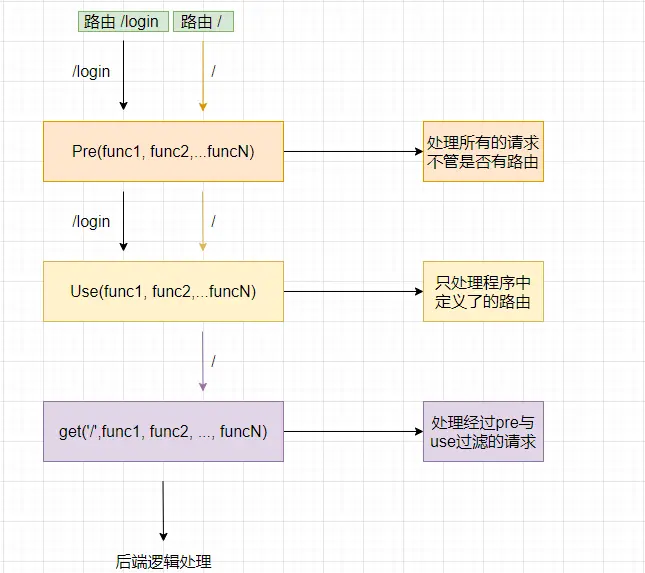 路由 /login
路由 /
/login
/
Pre(func1, func2,...funcN)
处理所有的请求
不管是否有路由
/login
/
Use(func1, func2,...funcN)
只处理程序中
定义了的路由
/
get('/',func1, func2, ..., funcN)
处理经过pre与
use过滤的请求
后端逻辑处理